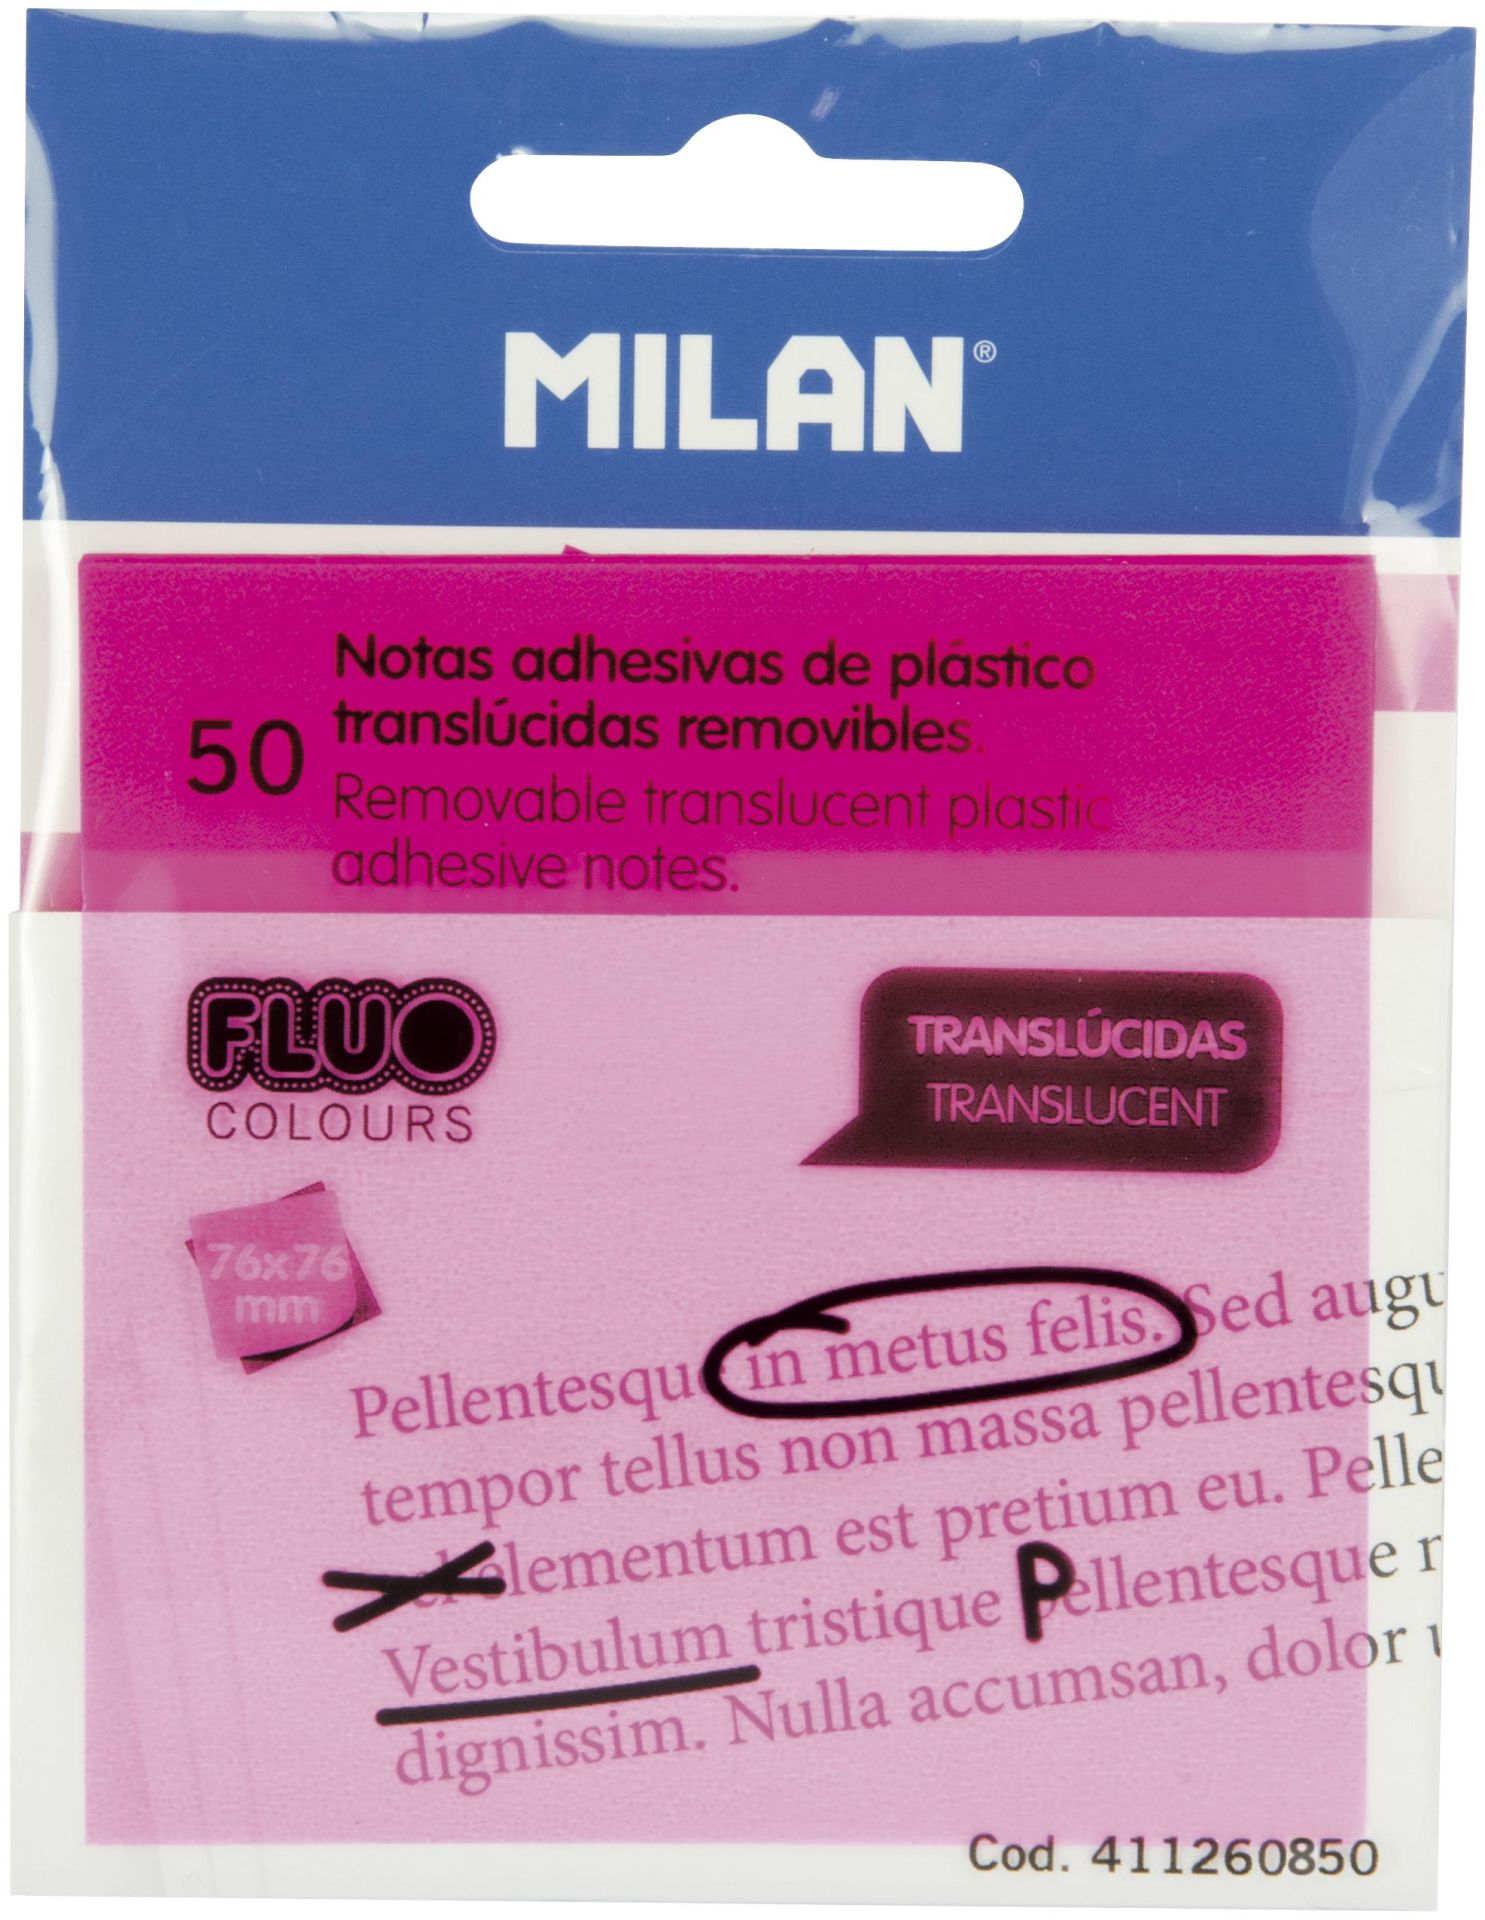 MILAN®
50
Notas adhesivas de plástico
translúcidas removibles.
Removable translucent plastic
adhesive notes.
FLUO
COLOURS
TRANSLÚCIDAS
TRANSLUCENT
76x76
mm
Pellentesque in metus felis. Sed augu
tempor tellus non massa pellentesqu
el elementum est pretium eu. Pelle
Vestibulum tristique Pellentesque r
dignissim. Nulla accumsan, dolor u
Cod. 411260850